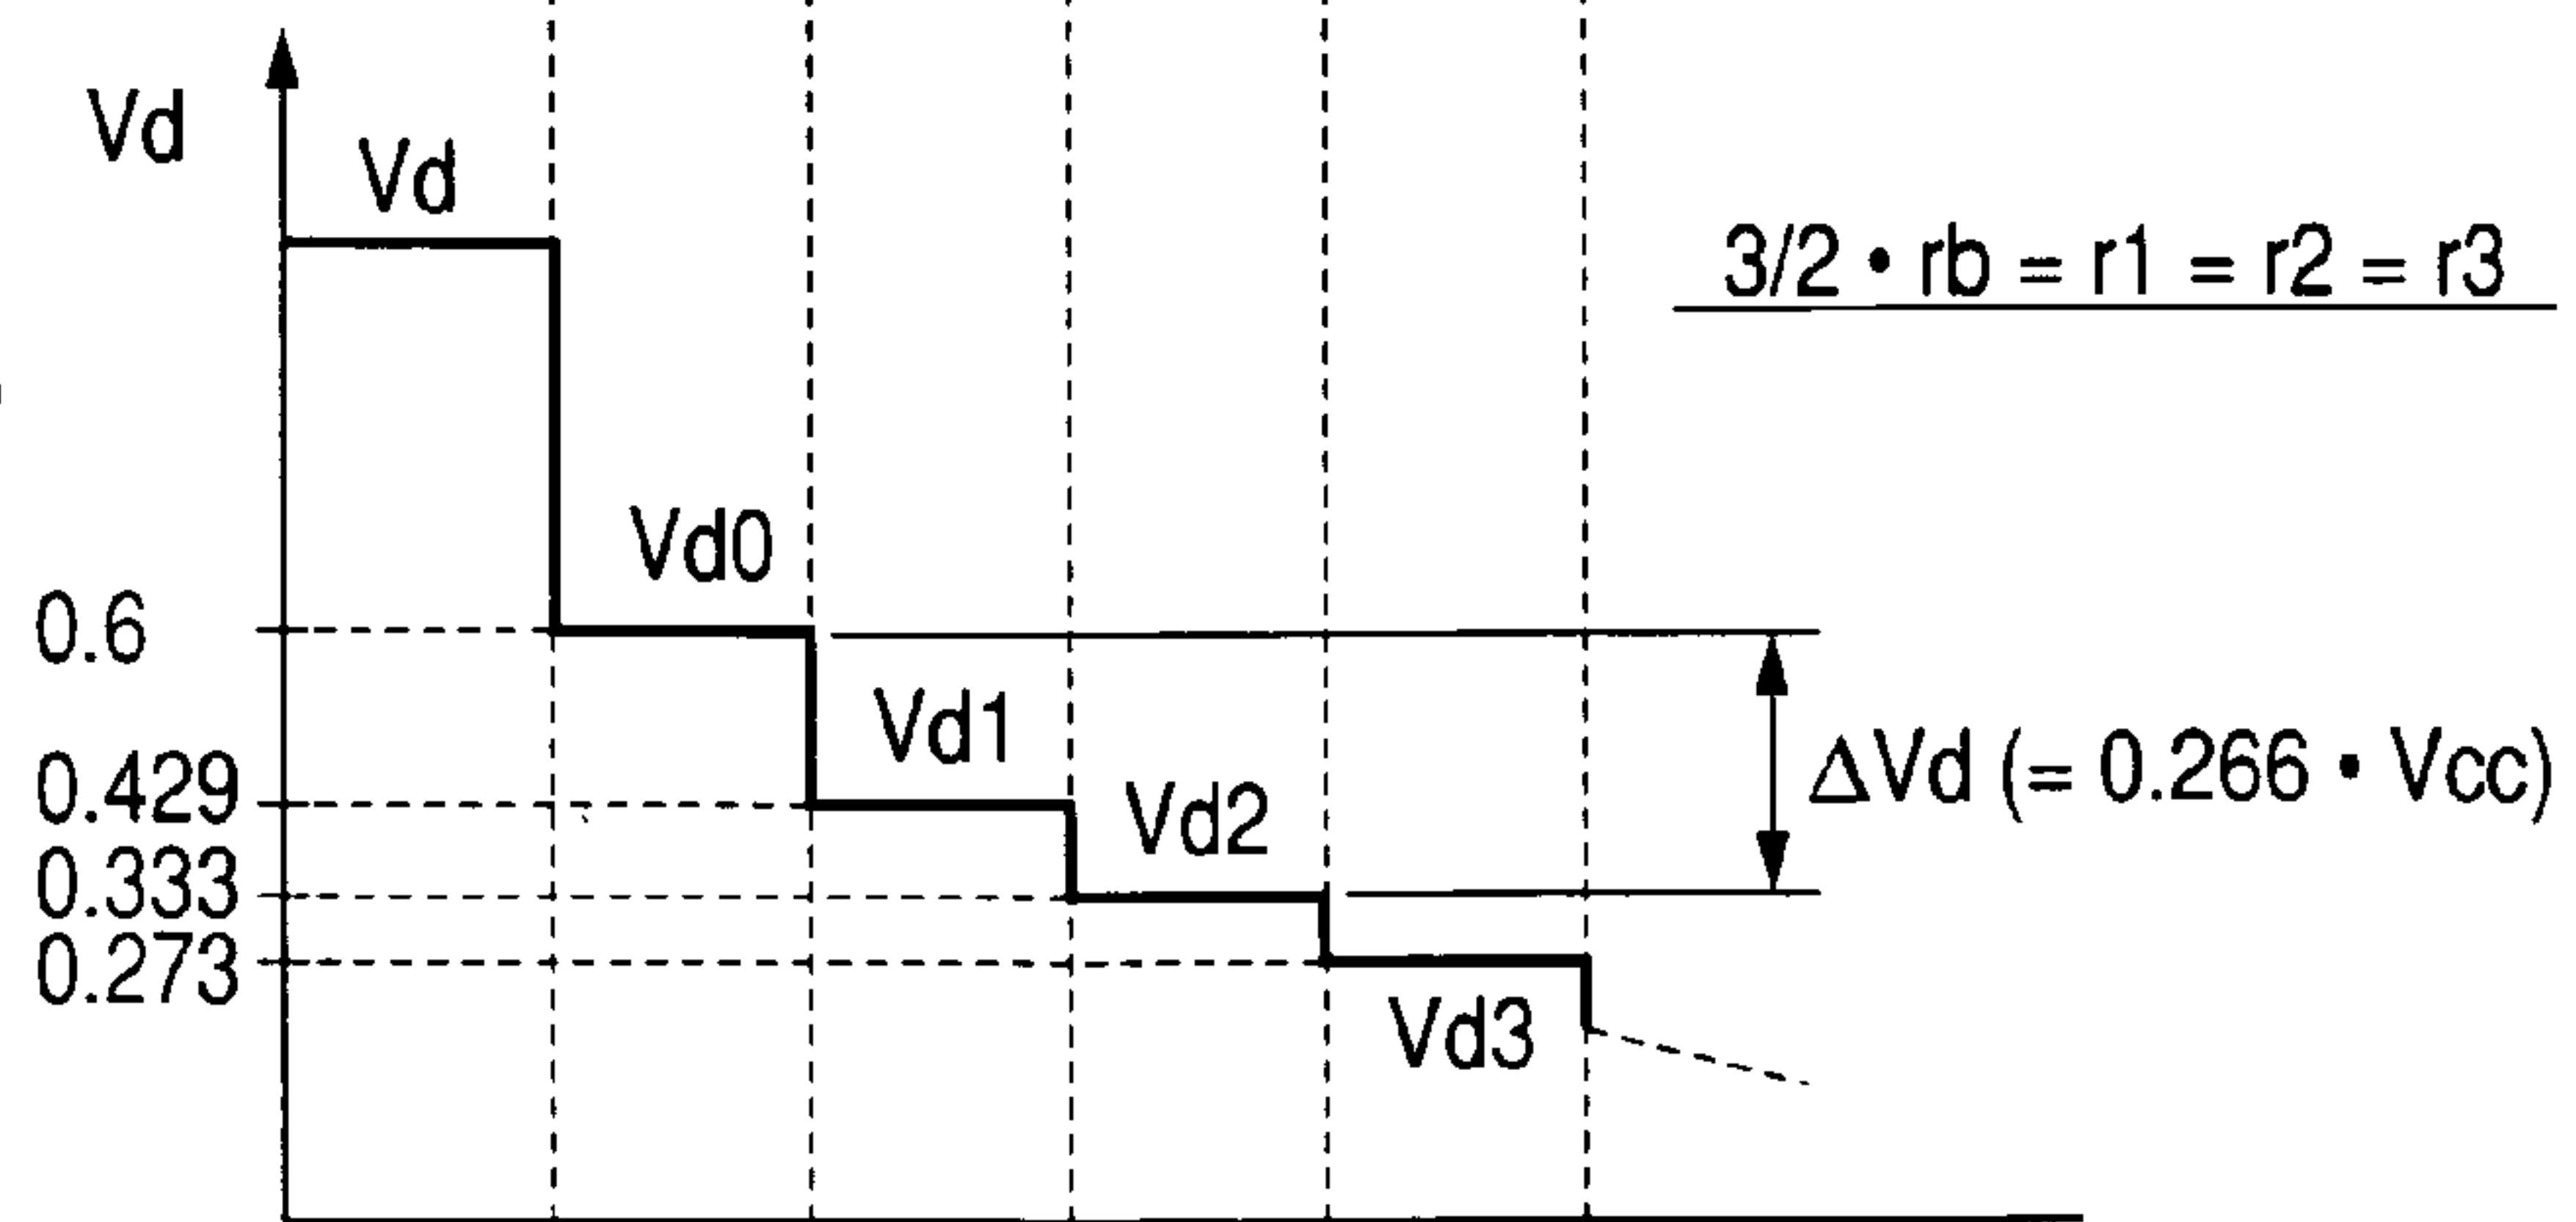 Vd
Vd
3/2 • rb = r1 = r2 = r3
Vd0
0.6
Vd1
ΔVd (= 0.266 • Vcc)
0.429
Vd2
0.333
0.273
Vd3